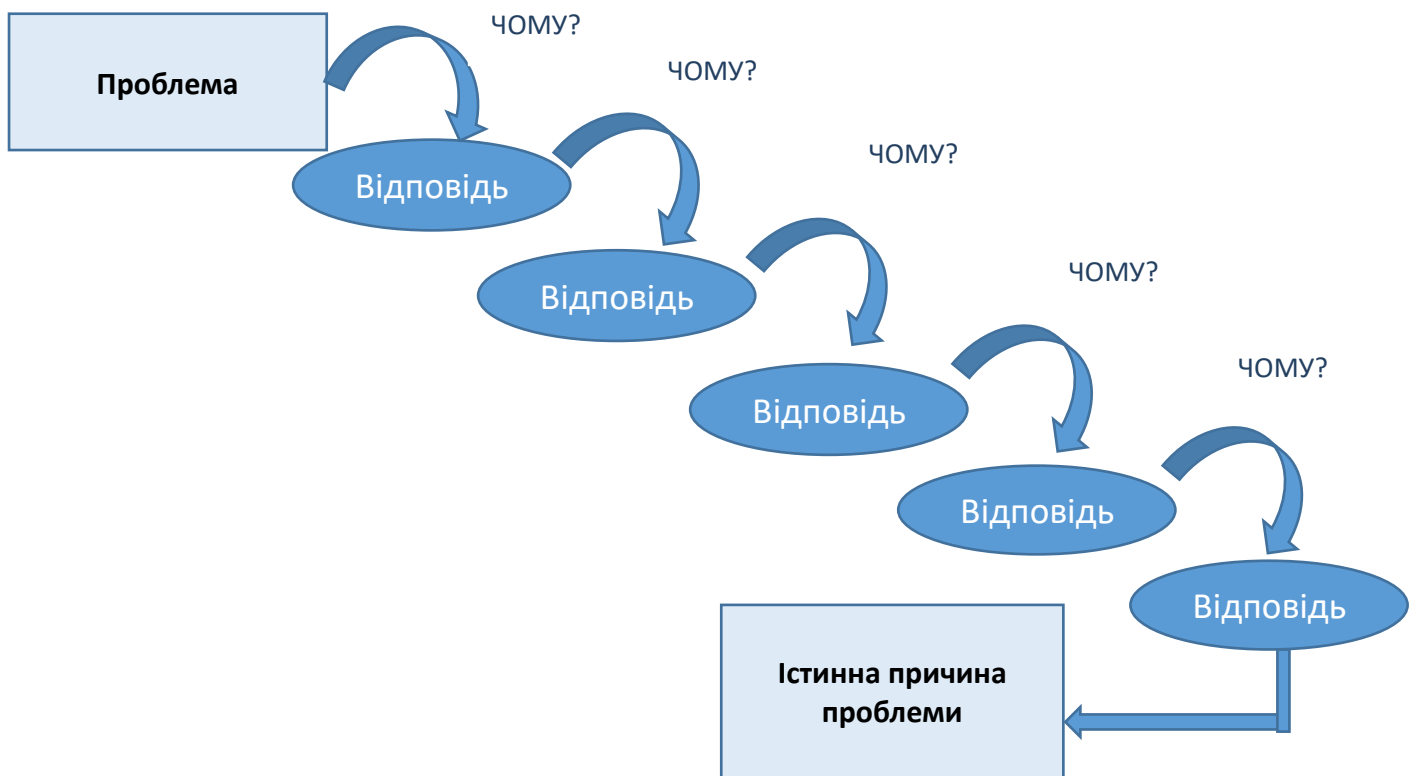 ЧОМУ?
Проблема
ЧОМУ?
Відповідь
ЧОМУ?
Відповідь
ЧОМУ?
Відповідь
ЧОМУ?
Відповідь
Відповідь
Істинна причина
проблеми